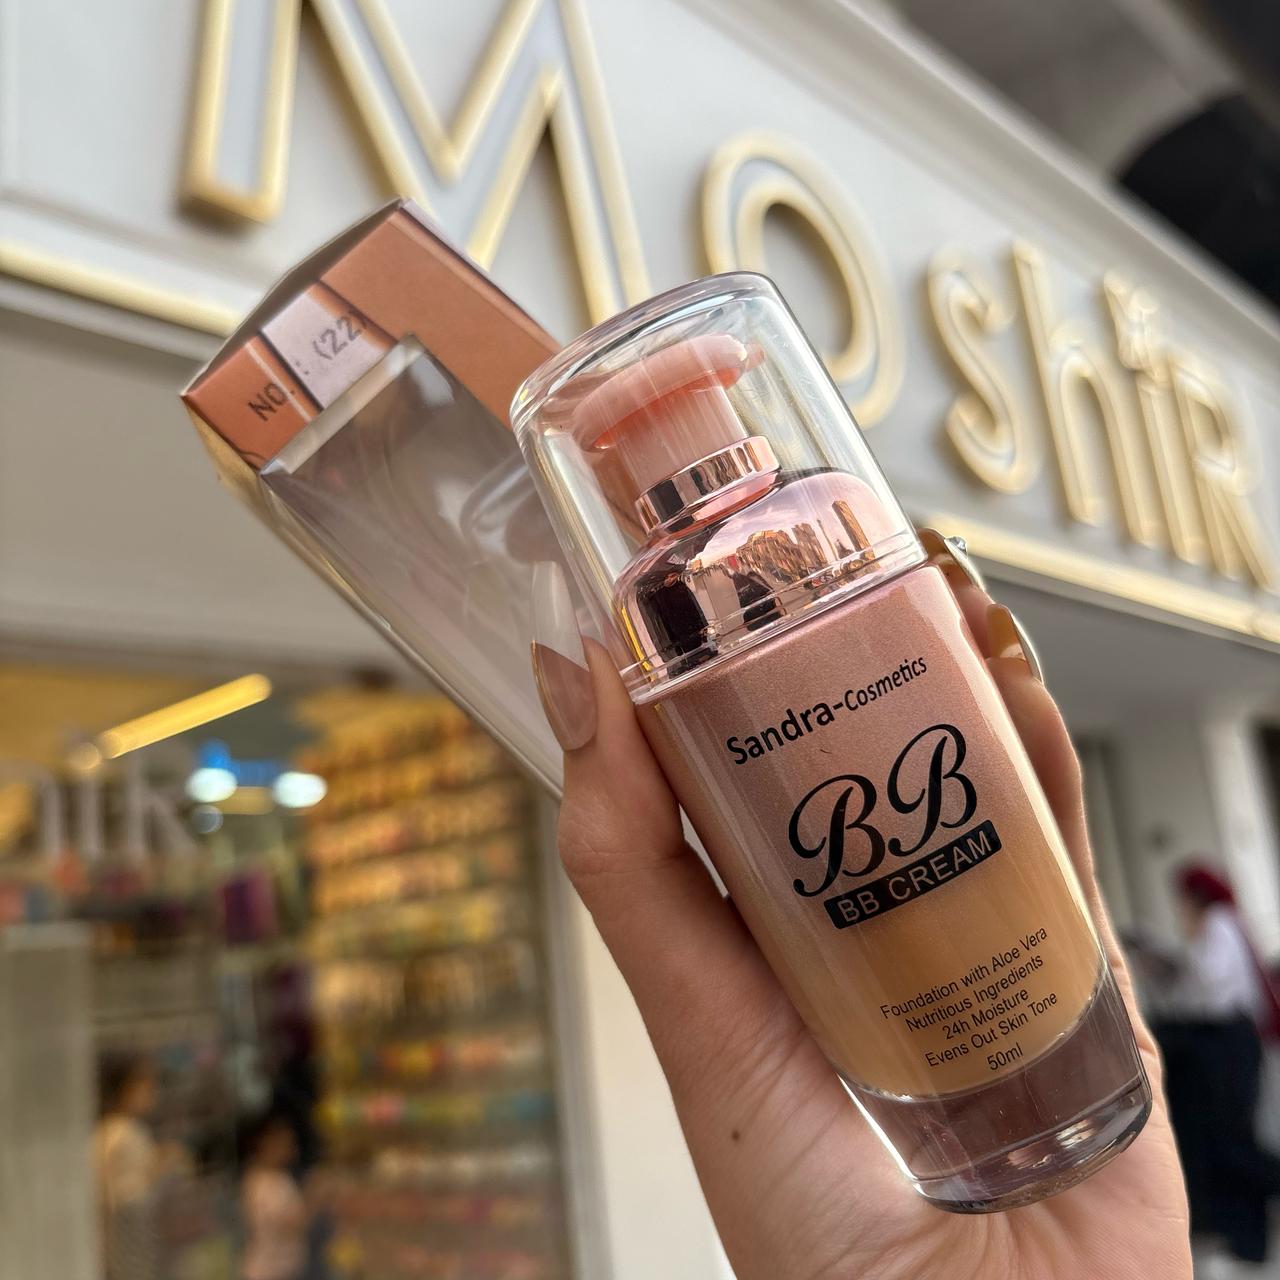 MoshiR
NO.: (22)
Sandra-Cosmetics
BB
BB CREAM
Foundation with Aloe Vera
Nutritious Ingredients
24h Moisture
Evens Out Skin Tone
50ml